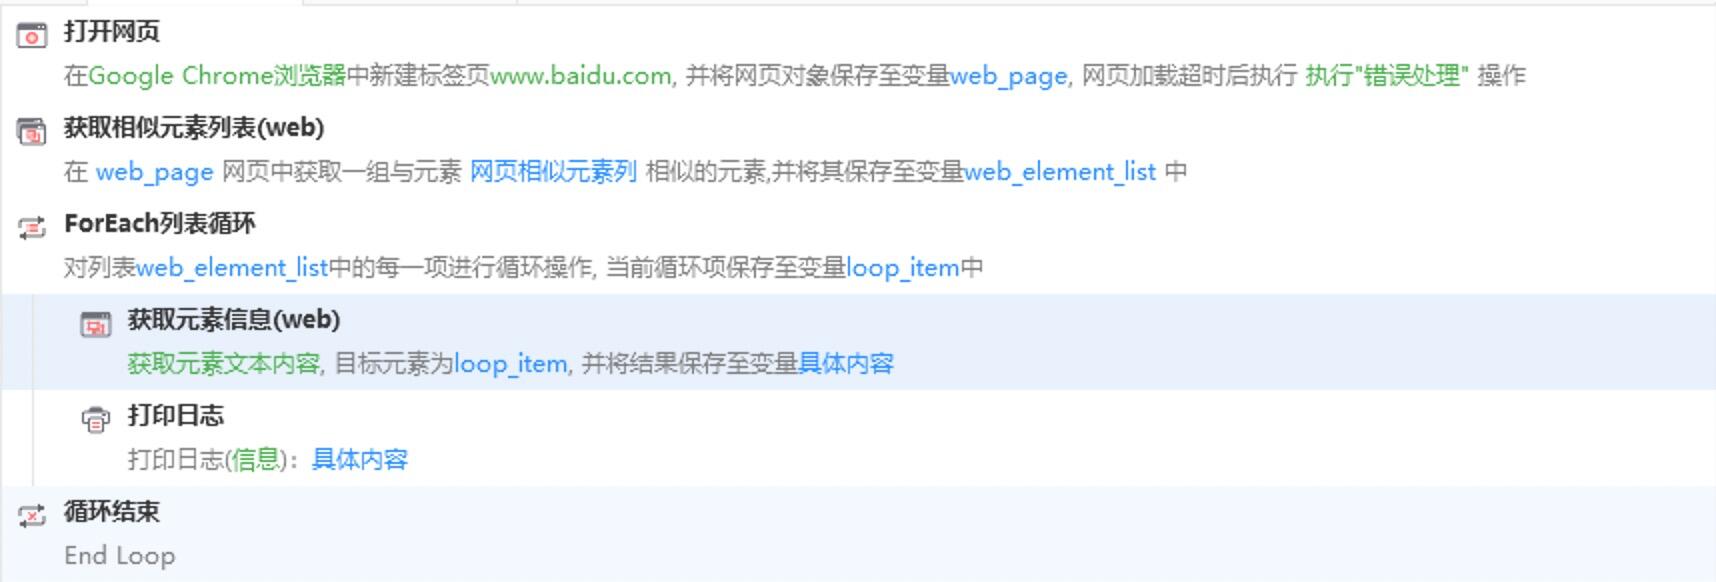 打开网页
在Google Chrome浏览器中新建标签页www.baidu.com, 并将网页对象保存至变量web_page, 网页加载超时后执行 执行"错误处理" 操作
获取相似元素列表(web)
在 web_page 网页中获取一组与元素 网页相似元素列 相似的元素,并将其保存至变量web_element_list 中
ForEach列表循环
对列表web_element_list中的每一项进行循环操作, 当前循环项保存至变量loop_item中
获取元素信息(web)
获取元素文本内容, 目标元素为loop_item, 并将结果保存至变量具体内容
打印日志
打印日志(信息)：具体内容
循环结束
End Loop